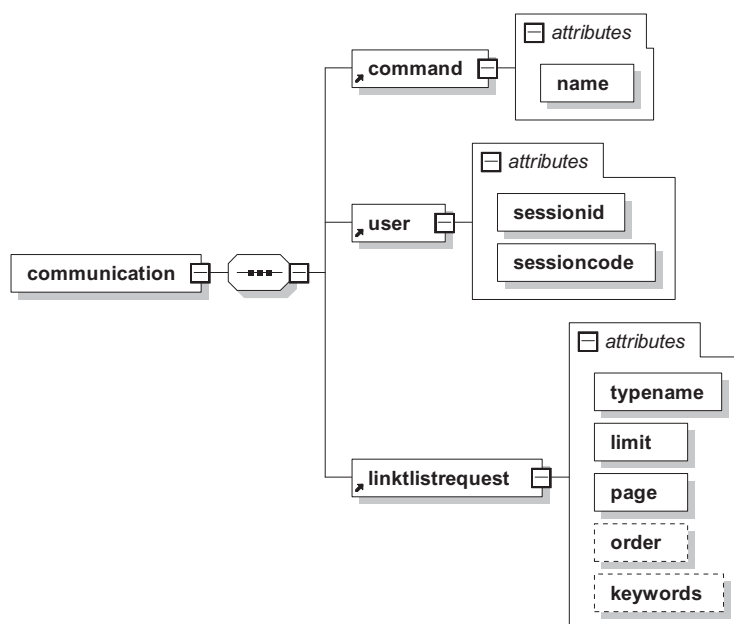 attributes
command
name
attributes
user
sessionid
sessioncode
communication
attributes
typename
limit
linktlistrequest
page
order
keywords